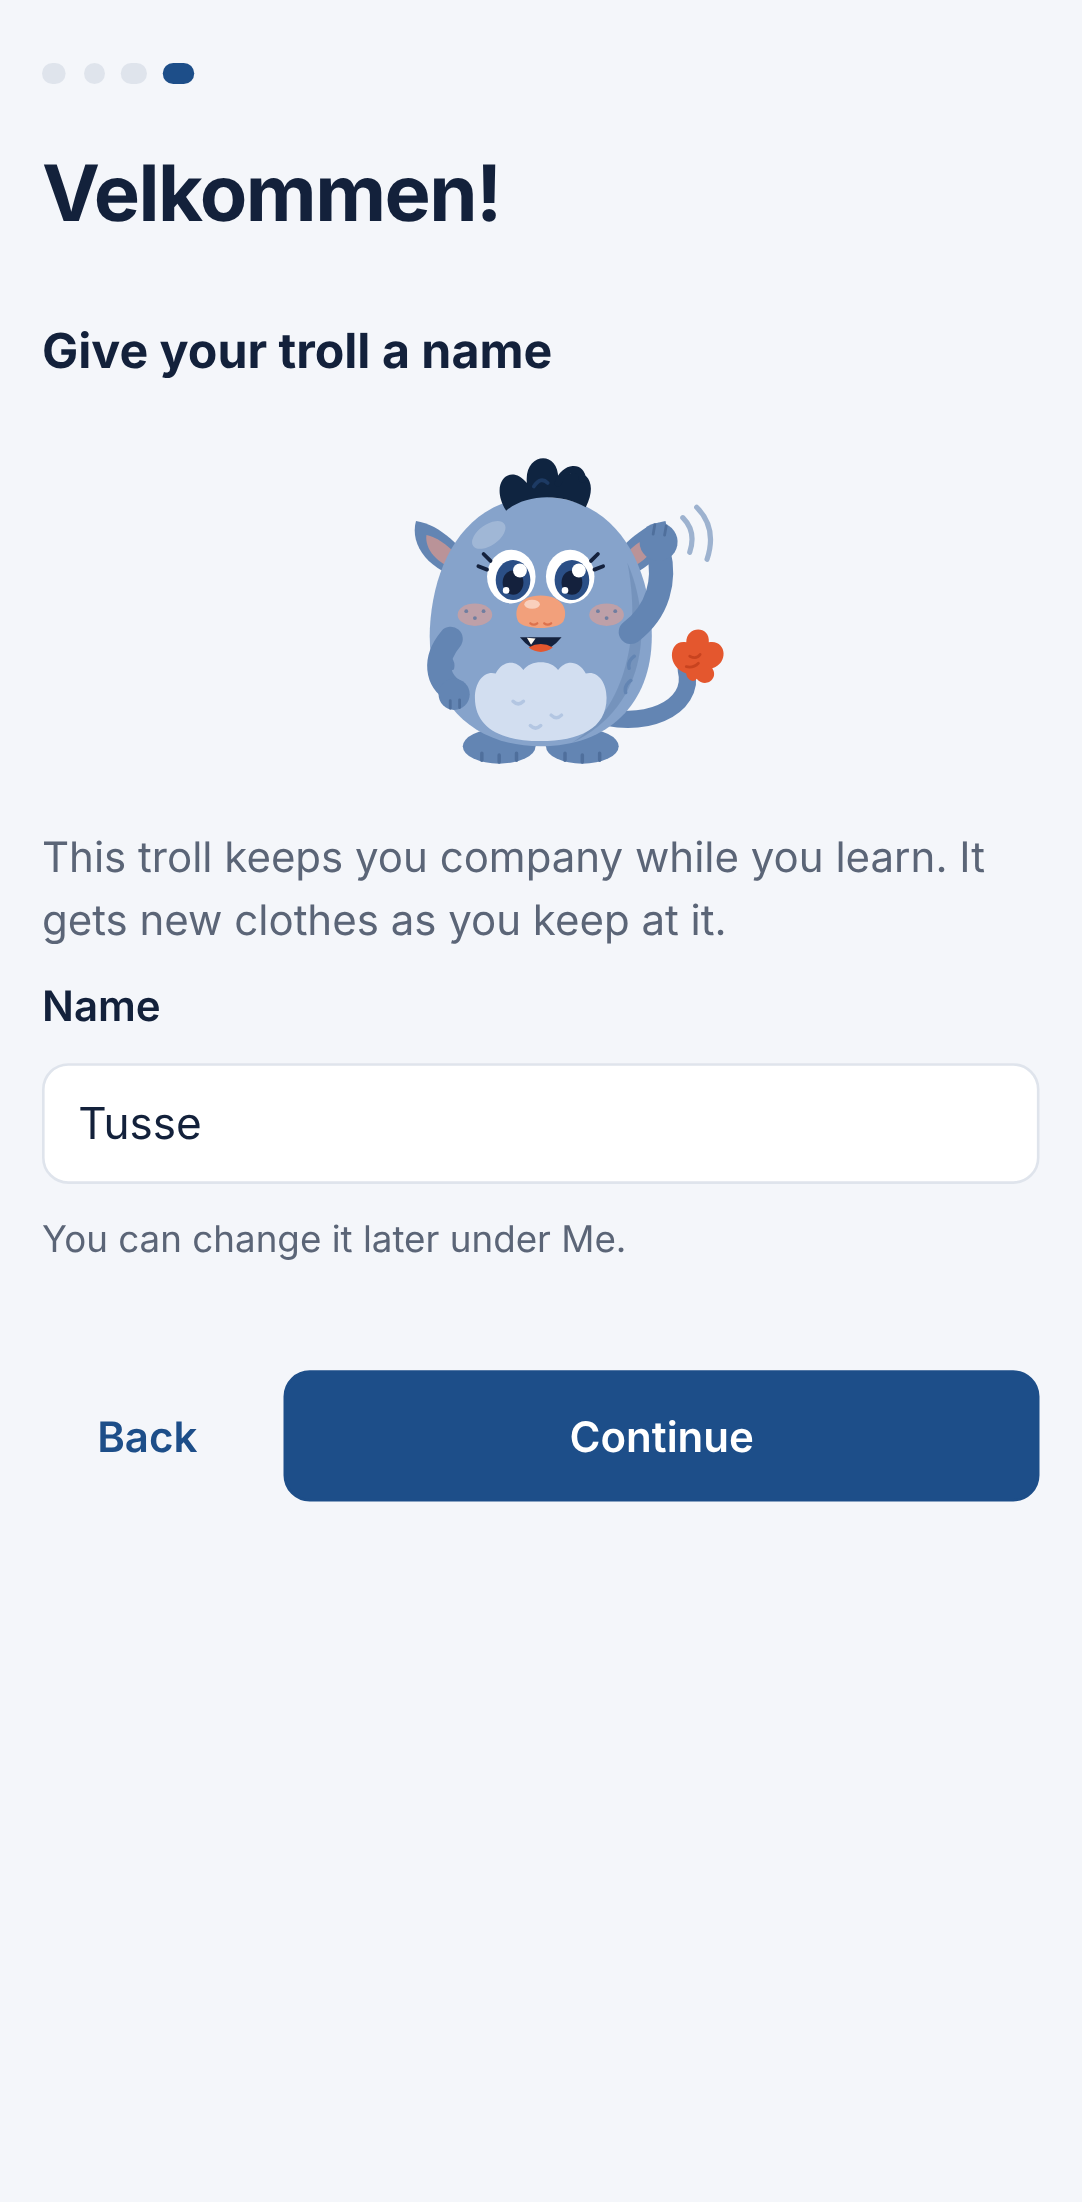 Velkommen!
Give your troll a name
This troll keeps you company while you learn. It
gets new clothes as you keep at it.
Name
Tusse
You can change it later under Me.
Back
Continue